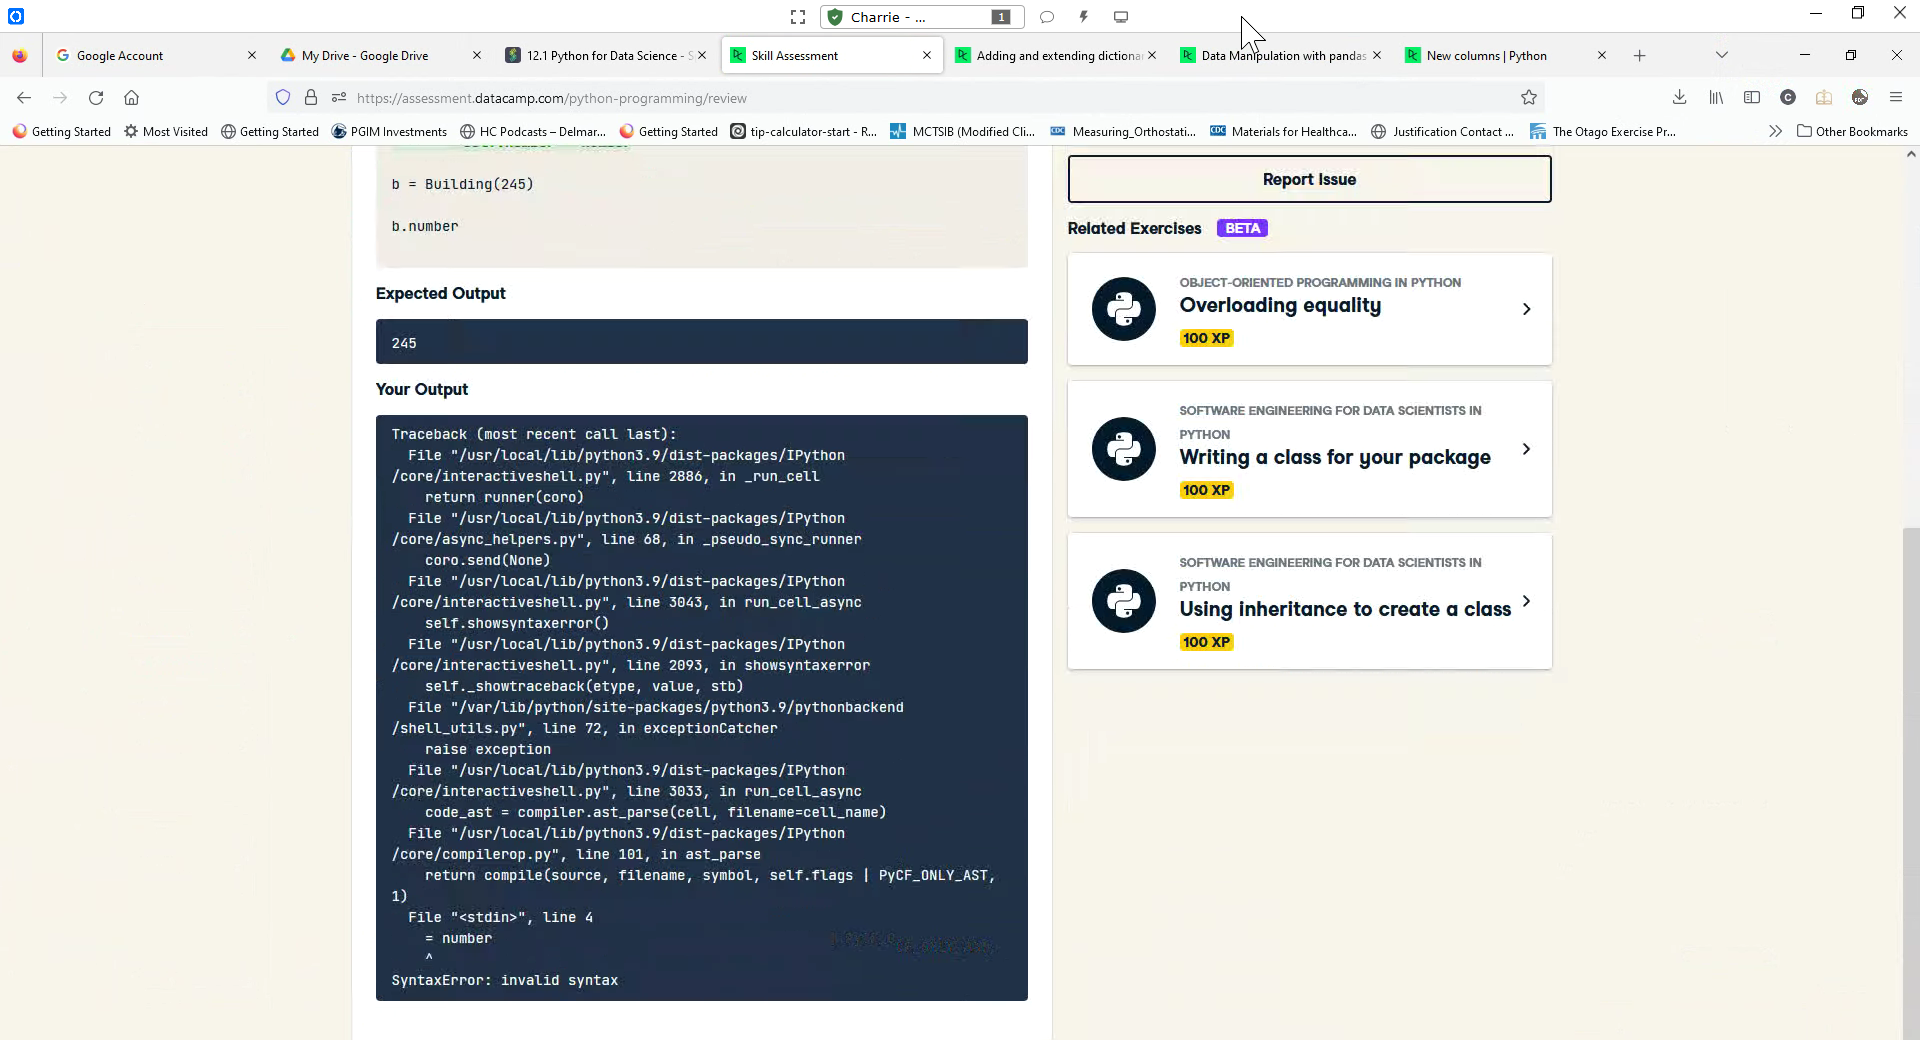 Charrie - ...
1
Google Account
My Drive - Google Drive
12.1 Python for Data Science - S
Skill Assessment
Adding and extending dictionar
Data Manipulation with pandas
New columns | Python
https://assessment.datacamp.com/python-programming/review
Getting Started
Most Visited
Getting Started
PGIM Investments
HC Podcasts – Delmar...
Getting Started
tip-calculator-start - R...
MCTSIB (Modified Cli...
CDC
Measuring_Orthostati...
CDC
Materials for Healthca...
Justification Contact ...
The Otago Exercise Pr...
Other Bookmarks
b = Building(245)
b.number
Expected Output
245
Your Output
Traceback (most recent call last):
File "/usr/local/lib/python3.9/dist-packages/IPython
/core/interactiveshell.py", line 2886, in _run_cell
return runner(coro)
File "/usr/local/lib/python3.9/dist-packages/IPython
/core/async_helpers.py", line 68, in _pseudo_sync_runner
coro.send(None)
File "/usr/local/lib/python3.9/dist-packages/IPython
/core/interactiveshell.py", line 3043, in run_cell_async
self.showsyntaxerror()
File "/usr/local/lib/python3.9/dist-packages/IPython
/core/interactiveshell.py", line 2093, in showsyntaxerror
self._showtraceback(etype, value, stb)
File "/var/lib/python/site-packages/python3.9/pythonbackend
/shell_utils.py", line 72, in exceptionCatcher
raise exception
File "/usr/local/lib/python3.9/dist-packages/IPython
/core/interactiveshell.py", line 3033, in run_cell_async
code_ast = compiler.ast_parse(cell, filename=cell_name)
File "/usr/local/lib/python3.9/dist-packages/IPython
/core/compilerop.py", line 101, in ast_parse
return compile(source, filename, symbol, self.flags | PyCF_ONLY_AST,
1)
File "<stdin>", line 4
= number
^
SyntaxError: invalid syntax
Report Issue
Related Exercises BETA
OBJECT-ORIENTED PROGRAMMING IN PYTHON
Overloading equality
100 XP
SOFTWARE ENGINEERING FOR DATA SCIENTISTS IN
PYTHON
Writing a class for your package
100 XP
SOFTWARE ENGINEERING FOR DATA SCIENTISTS IN
PYTHON
Using inheritance to create a class
100 XP